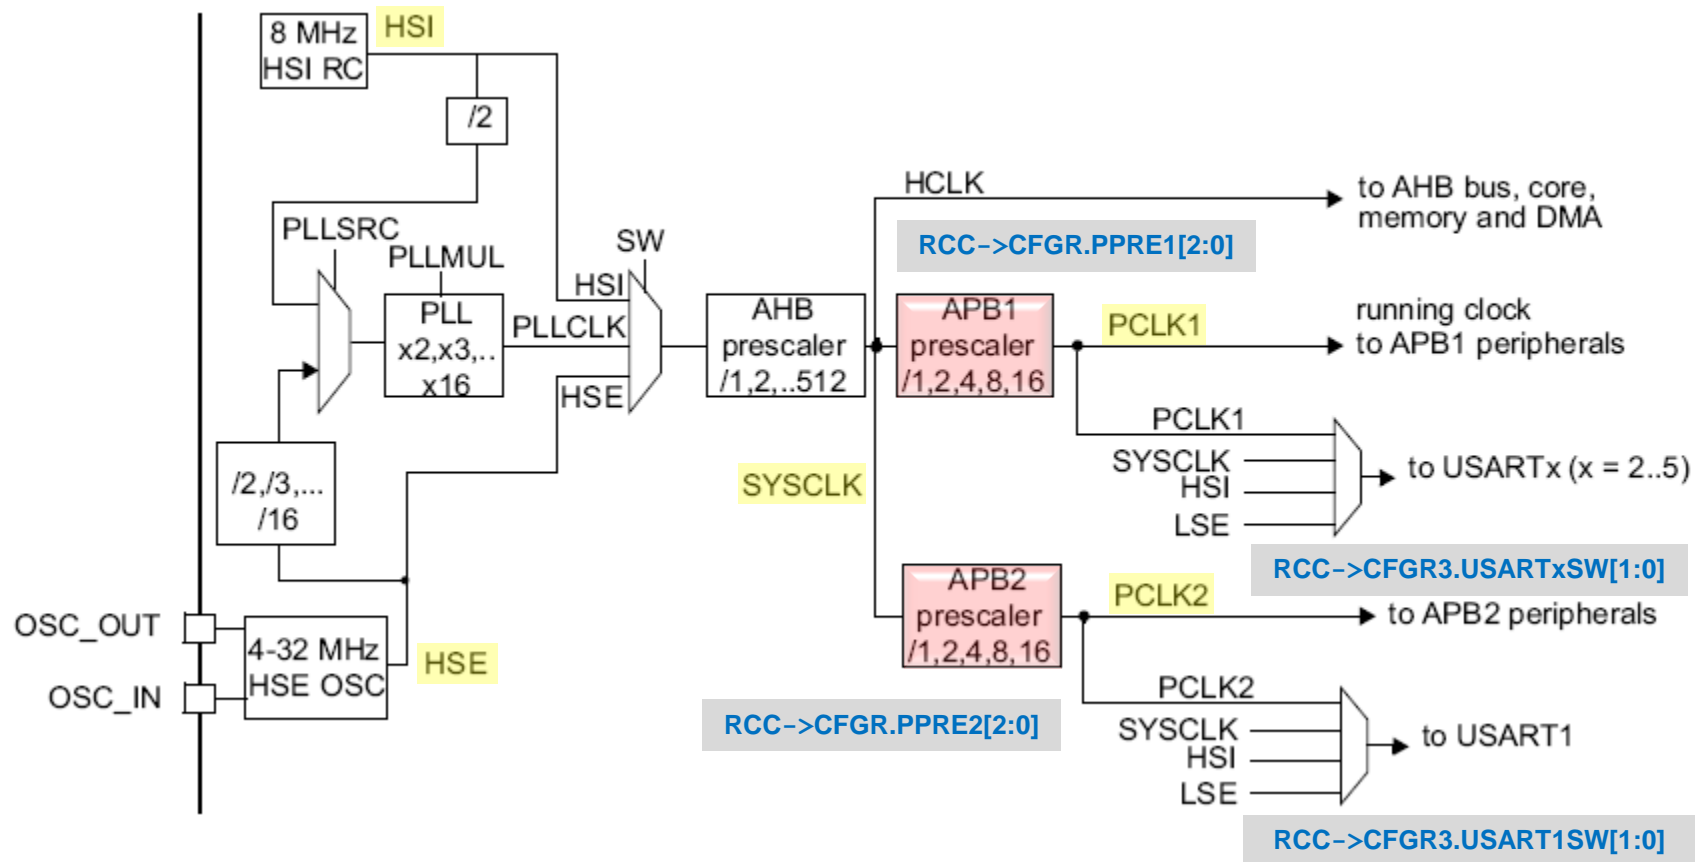 8 MHz
HSI RC
HSI
/2
PLLSRC
PLLMUL
PLL
x2,x3,..
x16
PLLCLK
HSI
HSE
SW
AHB
prescaler
/1,2,..512
HCLK
to AHB bus, core,
memory and DMA
RCC->CFGR.PPRE1[2:0]
APB1
prescaler
/1,2,4,8,16
PCLK1
running clock
to APB1 peripherals
PCLK1
SYSCLK
HSI
LSE
to USARTx (x = 2..5)
RCC->CFGR3.USARTxSW[1:0]
SYSCLK
/2,/3,...
/16
OSC_OUT
OSC_IN
4-32 MHz
HSE OSC
HSE
APB2
prescaler
/1,2,4,8,16
PCLK2
to APB2 peripherals
RCC->CFGR.PPRE2[2:0]
PCLK2
SYSCLK
HSI
LSE
to USART1
RCC->CFGR3.USART1SW[1:0]